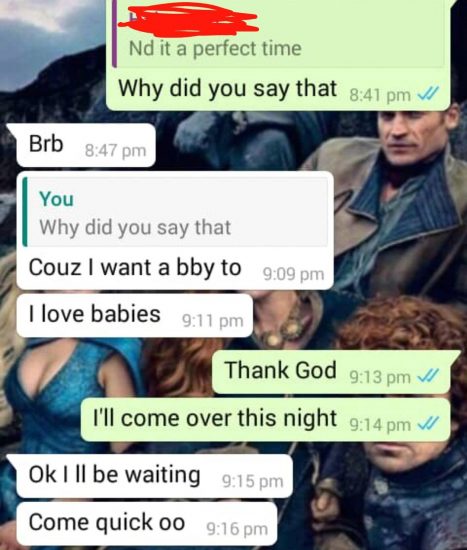 Nd it a perfect time
Why did you say that 8:41 pm
Brb 8:47 pm
You
Why did you say that
Couz I want a bby to 9:09 pm
I love babies 9:11 pm
Thank God 9:13 pm
I'll come over this night 9:14 pm
Ok I ll be waiting 9:15 pm
Come quick oo 9:16 pm